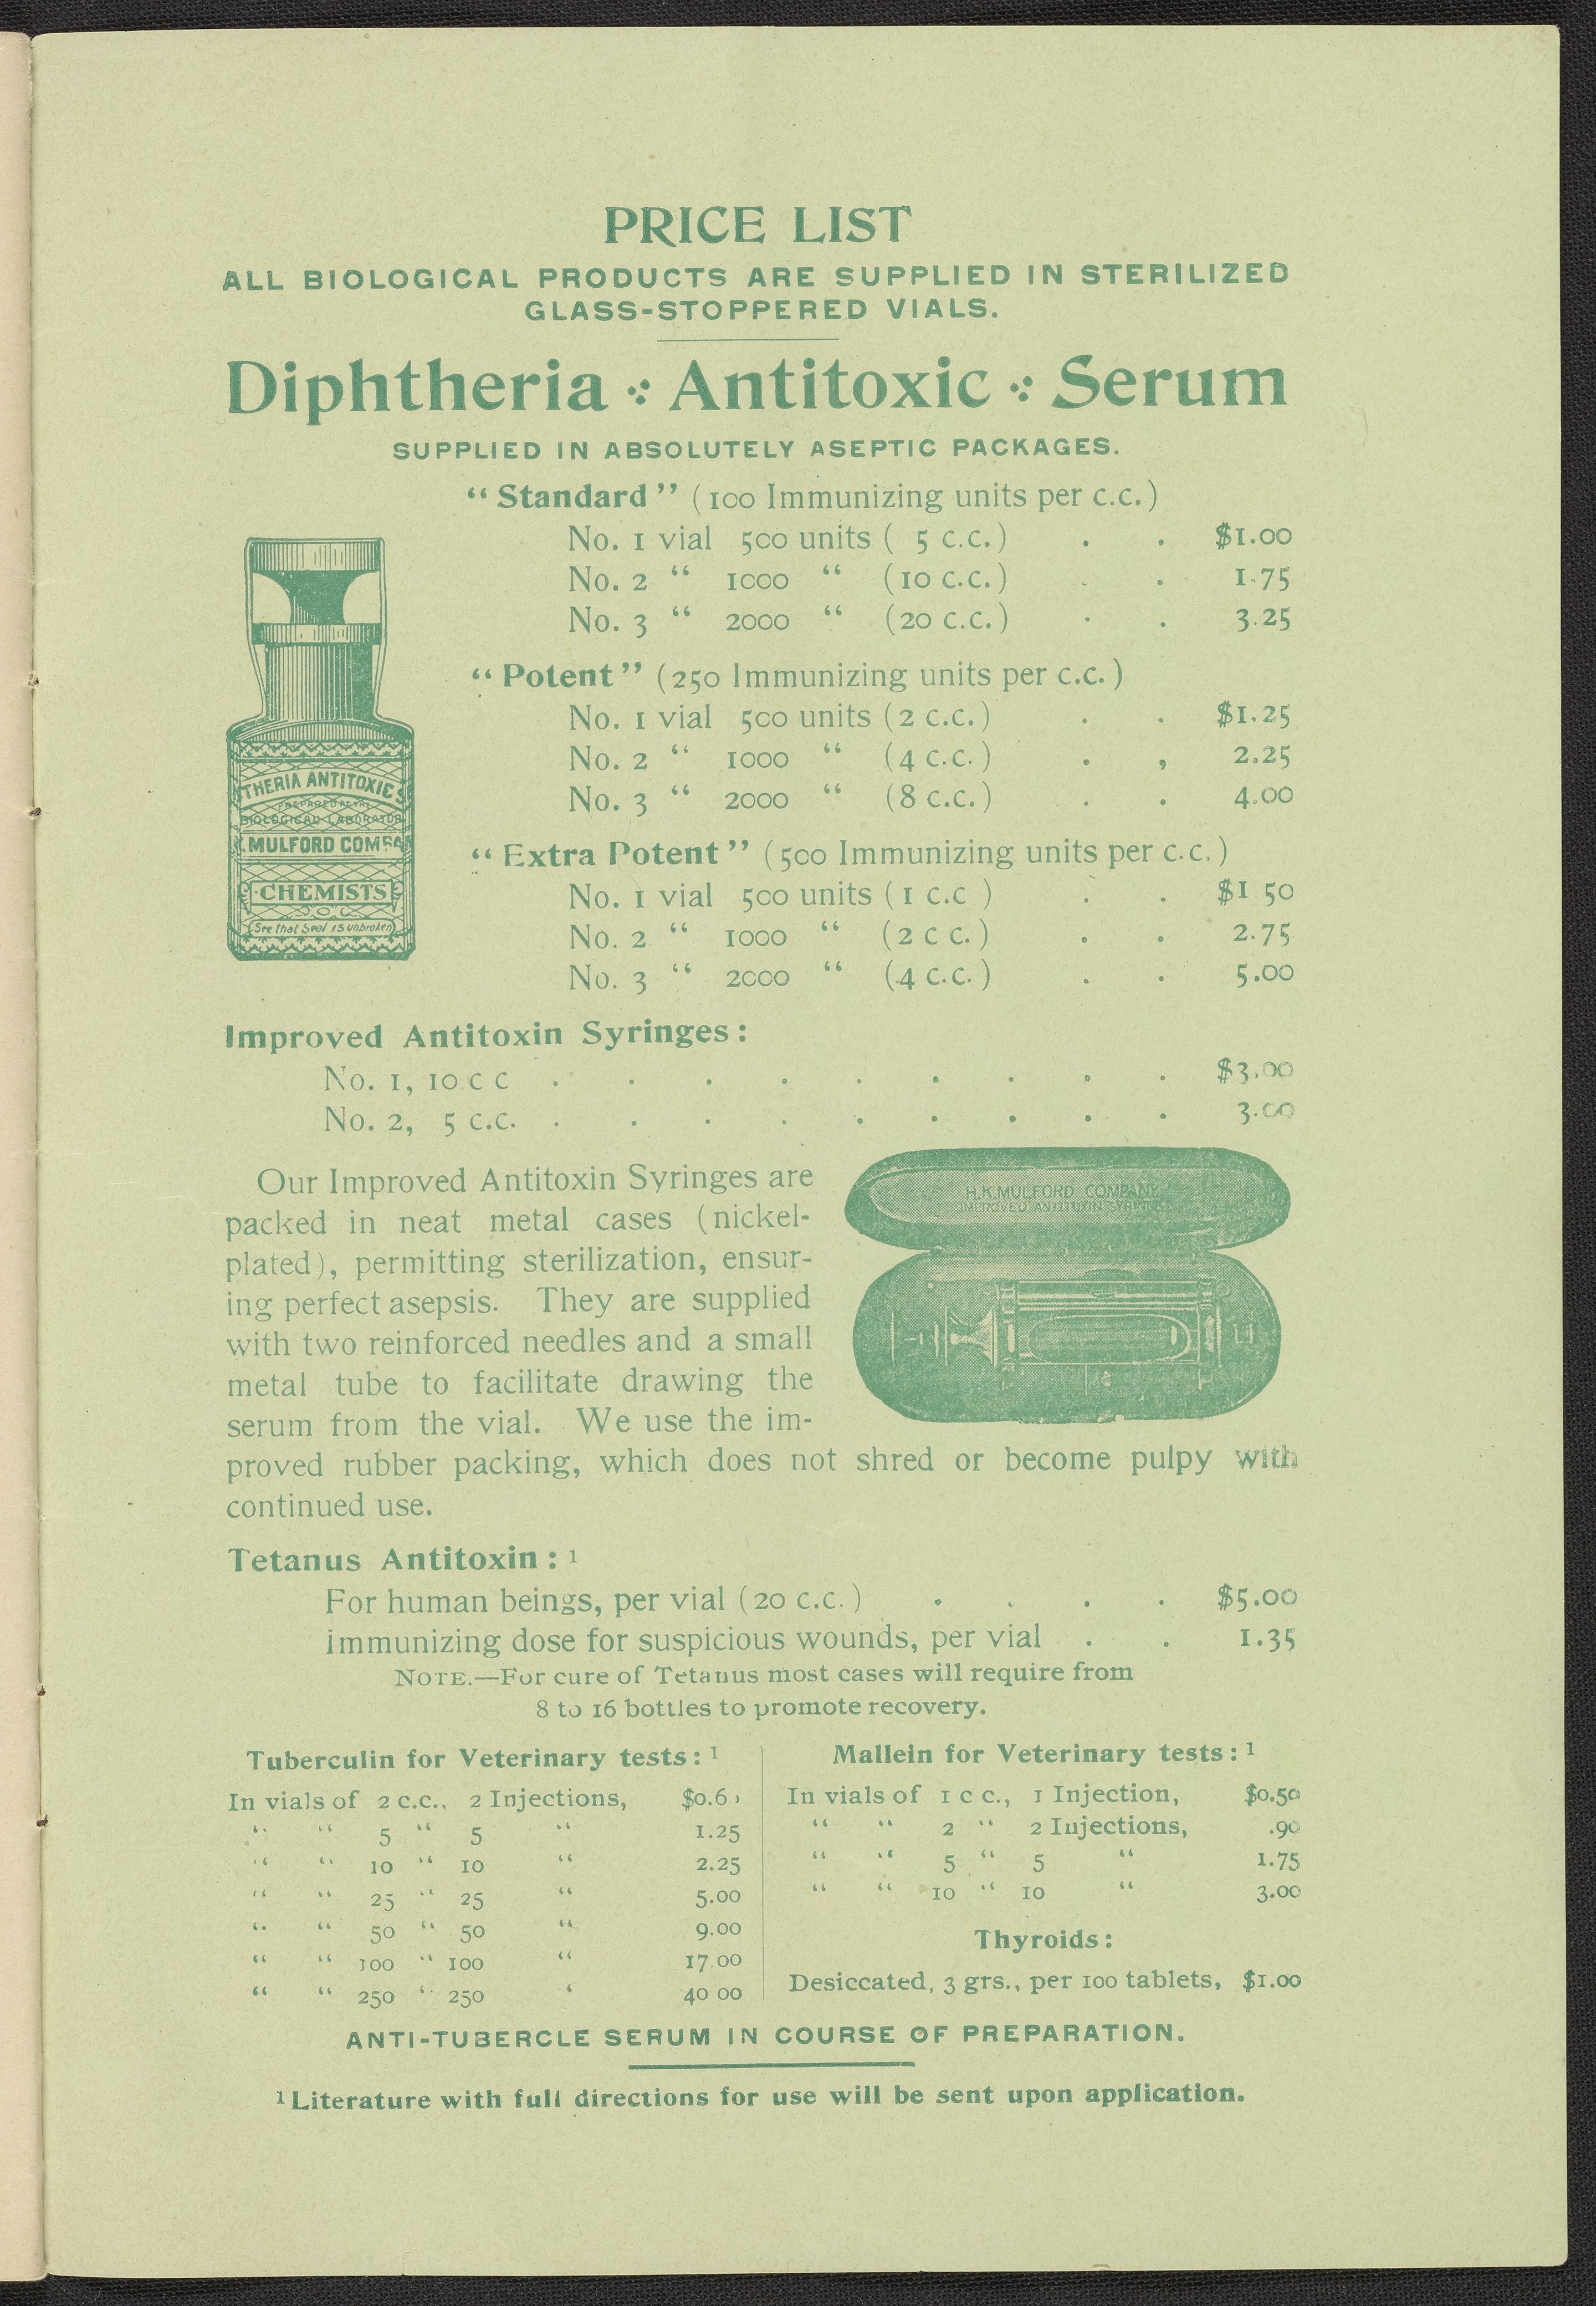 PRICE LIST
ALL BIOLOGICAL PRODUCTS ARE SUPPLIED IN STERILIZED
GLASS-STOPPERED VIALS.
Diphtheria Antitoxic Serum
SUPPLIED IN ABSOLUTELY ASEPTIC PACKAGES.
“Standard” (100 Immunizing units per c.c.)
No. 1 vial 500 units ( 5 c.c.) . . $1.00
No. 2 “ 1000 “ (10 c.c.) . . 1.75
No. 3 “ 2000 “ (20 c.c.) . . 3.25
“Potent” (250 Immunizing units per c.c.)
No. 1 vial 500 units (2 c.c.) . . $1.25
No. 2 “ 1000 “ (4 c.c.) . , 2.25
No. 3 “ 2000 “ (8 c.c.) . . 4.00
“Extra Potent” (500 Immunizing units per c.c.)
No. 1 vial 500 units (1 c.c ) . . $1 50
No. 2 “ 1000 “ (2 c c.) . . 2.75
No. 3 “ 2000 “ (4 c.c.) . . 5.00
THERIA ANTITOXIC S
PREPARED AT THE
BIOLOGICAL LABORATOR
K.MULFORD COMPA
CHEMISTS
See that Seal is unbroken
Improved Antitoxin Syringes:
No. 1, 10 c c . . . . . . . . . $3.00
No. 2, 5 c.c. . . . . . . . . . 3.00
Our Improved Antitoxin Syringes are
packed in neat metal cases (nickel-
plated), permitting sterilization, ensur-
ing perfect asepsis. They are supplied
with two reinforced needles and a small
metal tube to facilitate drawing the
serum from the vial. We use the im-
proved rubber packing, which does not shred or become pulpy with
continued use.
H.K.MULFORD COMPANY
IMPROVED ANTITOXIN SYRINGE
Tetanus Antitoxin: ¹
For human beings, per vial (20 c.c.) . . . . $5.00
Immunizing dose for suspicious wounds, per vial . . 1.35
NOTE.—For cure of Tetanus most cases will require from
8 to 16 bottles to promote recovery.
Tuberculin for Veterinary tests: ¹
In vials of 2 c.c., 2 Injections, $0.6
“ “ 5 “ 5 “ 1.25
“ “ 10 “ 10 “ 2.25
“ “ 25 “ 25 “ 5.00
“ “ 50 “ 50 “ 9.00
“ “ 100 “ 100 “ 17.00
“ “ 250 “ 250 ‘ 40 00
Mallein for Veterinary tests: ¹
In vials of 1 c c., 1 Injection, $0.50
“ “ 2 “ 2 Injections, .90
“ “ 5 “ 5 “ 1.75
“ “ 10 “ 10 “ 3.00
Thyroids:
Desiccated, 3 grs., per 100 tablets, $1.00
ANTI-TUBERCLE SERUM IN COURSE OF PREPARATION.
¹ Literature with full directions for use will be sent upon application.